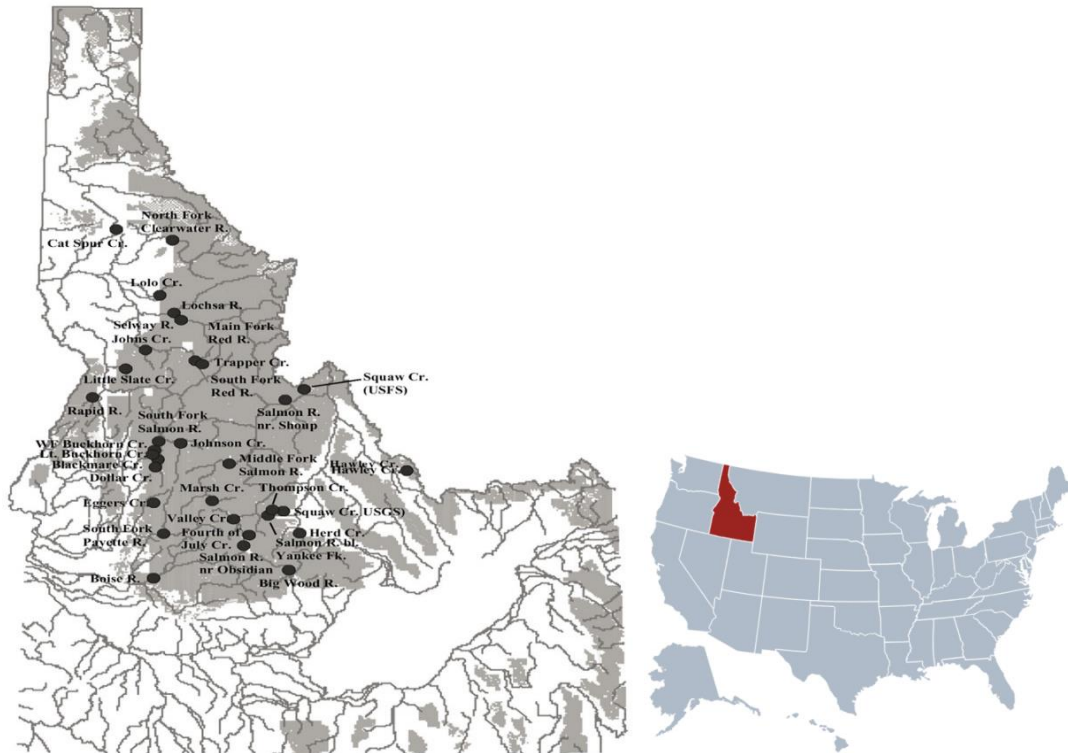 North Fork
Clearwater R.
Cat Spur Cr.
Lolo Cr.
Lochsa R.
Selway R.
Main Fork
Red R.
Johns Cr.
Trapper Cr.
Little Slate Cr.
South Fork
Red R.
Squaw Cr.
(USFS)
Rapid R.
Salmon R.
nr. Shoup
South Fork
Salmon R.
WF Buckhorn Cr.
Johnson Cr.
Lt. Buckhorn Cr.
Blackmare Cr.
Dollar Cr.
Middle Fork
Salmon R.
Hawley Cr.
Hawley Cr.
Marsh Cr.
Thompson Cr.
Eggers Cr.
Squaw Cr. USGS)
Valley Cr.
South Fork
Payette R.
Fourth of
July Cr.
Herd Cr.
Salmon R. bl.
Yankee Fk.
Salmon R.
nr Obsidian
Boise R.
Big Wood R.